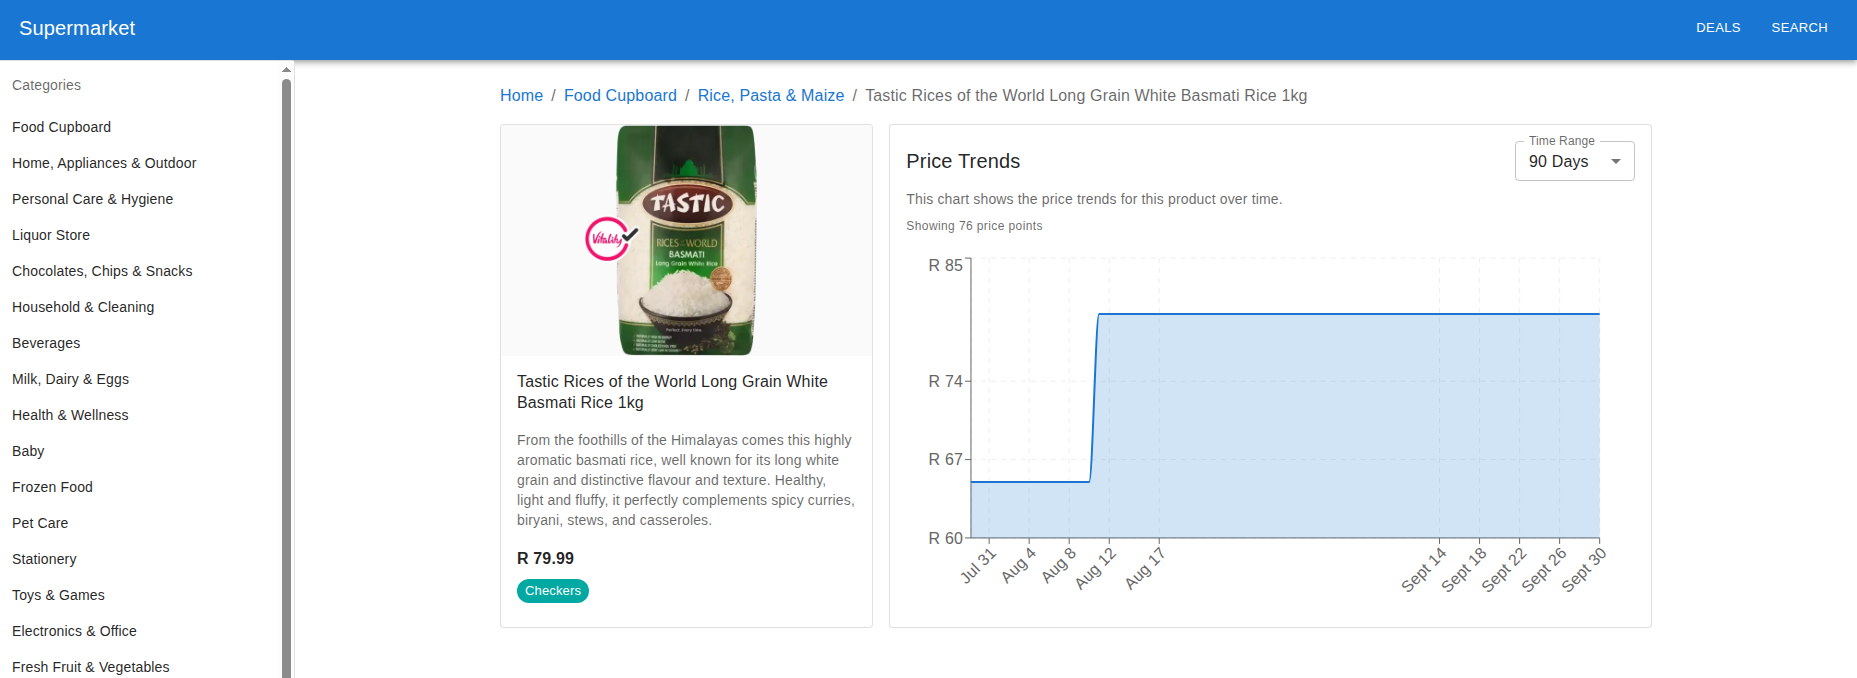 Supermarket
DEALS
SEARCH
Categories
Food Cupboard
Home, Appliances & Outdoor
Personal Care & Hygiene
Liquor Store
Chocolates, Chips & Snacks
Household & Cleaning
Beverages
Milk, Dairy & Eggs
Health & Wellness
Baby
Frozen Food
Pet Care
Stationery
Toys & Games
Electronics & Office
Fresh Fruit & Vegetables
Home / Food Cupboard / Rice, Pasta & Maize / Tastic Rices of the World Long Grain White Basmati Rice 1kg
TASTIC
Vitality
RICES OF THE WORLD
BASMATI
Long Grain White Rice
Perfect. Every Time.
Tastic Rices of the World Long Grain White
Basmati Rice 1kg
From the foothills of the Himalayas comes this highly
aromatic basmati rice, well known for its long white
grain and distinctive flavour and texture. Healthy,
light and fluffy, it perfectly complements spicy curries,
biryani, stews, and casseroles.
R 79.99
Checkers
Price Trends
Time Range
90 Days
This chart shows the price trends for this product over time.
Showing 76 price points
R 85
R 74
R 67
R 60
Jul 31
Aug 4
Aug 8
Aug 12
Aug 17
Sept 14
Sept 18
Sept 22
Sept 26
Sept 30